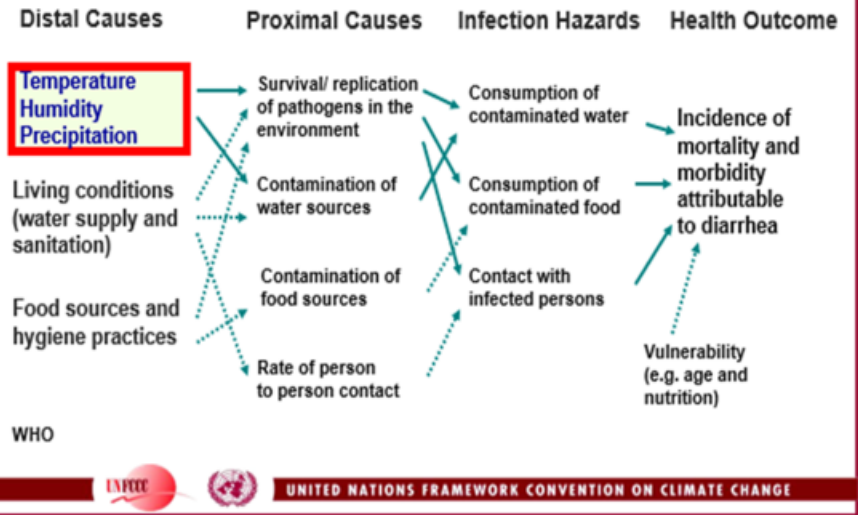 Distal Causes
Proximal Causes
Infection Hazards
Health Outcome
Temperature
Humidity
Precipitation
Living conditions
(water supply and
sanitation)
Food sources and
hygiene practices
Survival/ replication
of pathogens in the
environment
Contamination of
water sources
Contamination of
food sources
Rate of person
to person contact
Consumption of
contaminated water
Consumption of
contaminated food
Contact with
infected persons
Incidence of
mortality and
morbidity
attributable
to diarrhea
Vulnerability
(e.g. age and
nutrition)
WHO
UNFCCC
UNITED NATIONS FRAMEWORK CONVENTION ON CLIMATE CHANGE